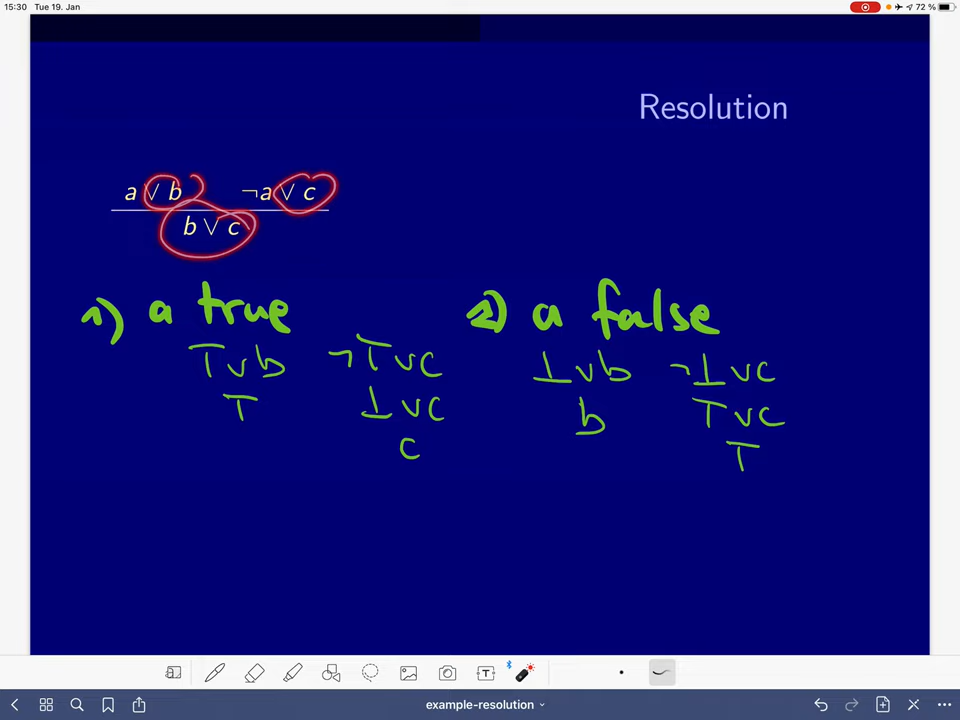 15:30 Tue 19. Jan 72 %
Resolution
a ∨ b ¬a ∨ c
b ∨ c
1) a true 2) a false
⊤ ∨ b ¬⊤ ∨ c ⊥ ∨ b ¬⊥ ∨ c
⊤ ⊥ ∨ c b ⊤ ∨ c
c ⊤
T
example-resolution